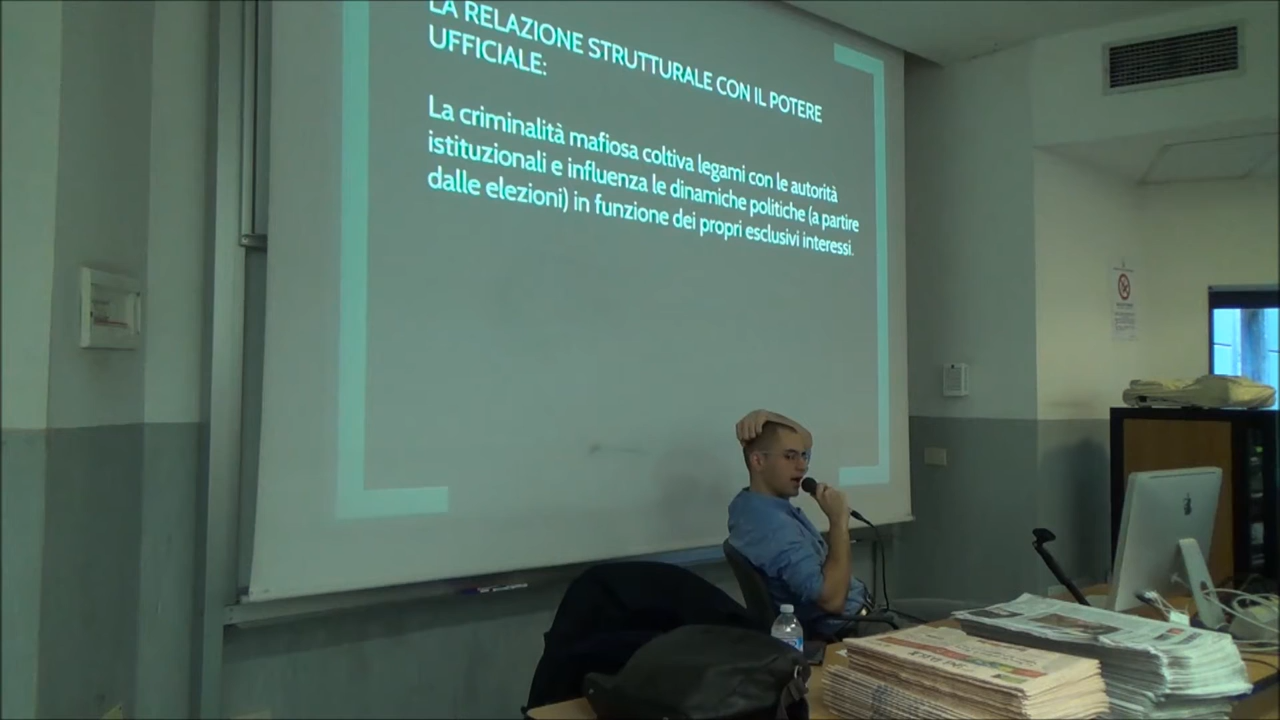 LA RELAZIONE STRUTTURALE CON IL POTERE
UFFICIALE:
La criminalità mafiosa coltiva legami con le autorità
istituzionali e influenza le dinamiche politiche (a partire
dalle elezioni) in funzione dei propri esclusivi interessi.